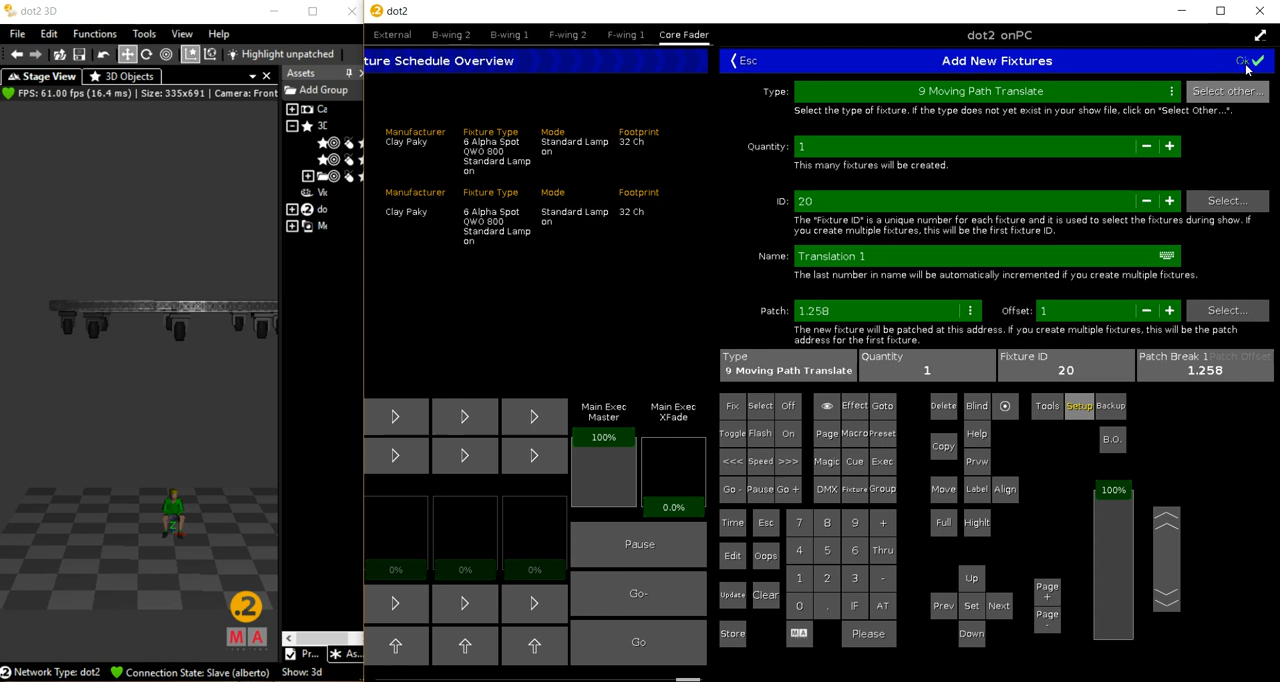 dot2 3D
File Edit Functions Tools View Help
Highlight unpatched
Stage View 3D Objects
FPS: 61.00 fps (16.4 ms) | Size: 335x691 | Camera: Front
Assets
Add Group
Ca
3D
Vi
do
Me
Z
.2
MA
Pr... As...
Network Type: dot2 Connection State: Slave (alberto) Show: 3d
dot2
External B-wing 2 B-wing 1 F-wing 2 F-wing 1 Core Fader
ture Schedule Overview
Manufacturer Fixture Type Mode Footprint
Clay Paky 6 Alpha Spot Standard Lamp 32 Ch
QWO 800 on
Standard Lamp
on
Manufacturer Fixture Type Mode Footprint
Clay Paky 6 Alpha Spot Standard Lamp 32 Ch
QWO 800 on
Standard Lamp
on
Main Exec Main Exec
Master XFade
100%
0.0%
0% 0% 0%
Pause
Go-
Go
dot2 onPC
Esc Add New Fixtures Ok
Type: 9 Moving Path Translate Select other...
Select the type of fixture. If the type does not yet exist in your show file, click on "Select Other...".
Quantity: 1 - +
This many fixtures will be created.
ID: 20 - + Select...
The "Fixture ID" is a unique number for each fixture and it is used to select the fixtures during show. If
you create multiple fixtures, this will be the first fixture ID.
Name: Translation 1
The last number in name will be automatically incremented if you create multiple fixtures.
Patch: 1.258 Offset: 1 - + Select...
The new fixture will be patched at this address. If you create multiple fixtures, this will be the patch
address for the first fixture.
Type Quantity Fixture ID Patch Break 1 Patch Offset
9 Moving Path Translate 1 20 1.258
Fix Select Off Effect Goto Delete Blind Tools Setup Backup
Toggle Flash On Page Macro Preset Help
Copy B.O.
<<< Speed >>> Magic Cue Exec Prvw
Go - Pause Go + DMX Fixture Group Move Label Align 100%
Time Esc 7 8 9 + Full Highlt
Edit Oops 4 5 6 Thru
1 2 3 - Up
Update Clear Page +
0 . IF AT Prev Set Next
Page -
Store MA Please Down